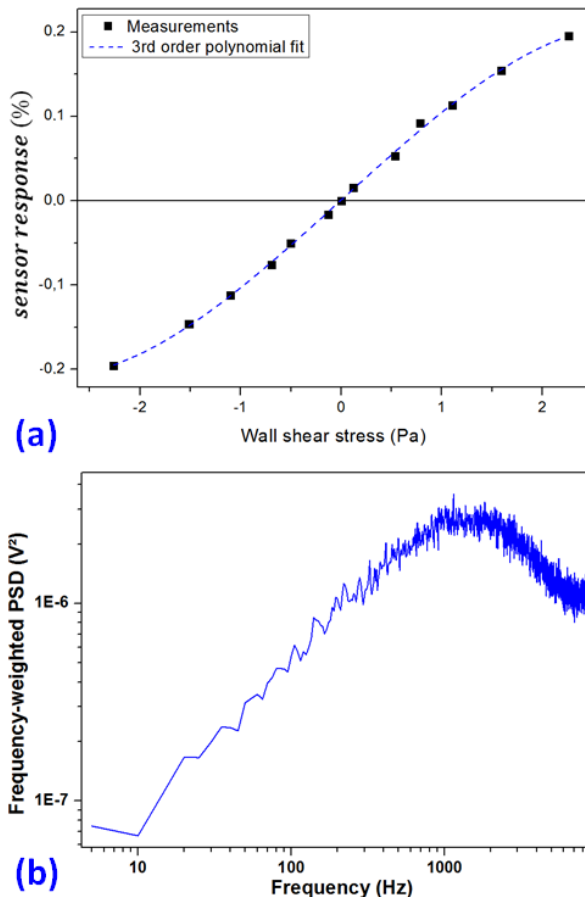 Measurements
3rd order polynomial fit
sensor response (%)
0.2
0.1
0.0
-0,1
-0.2
-2
-1
0
1
2
Wall shear stress (Pa)
(a)
Frequency-weighted PSD (V²)
1E-6
1E-7
10
100
1000
Frequency (Hz)
(b)